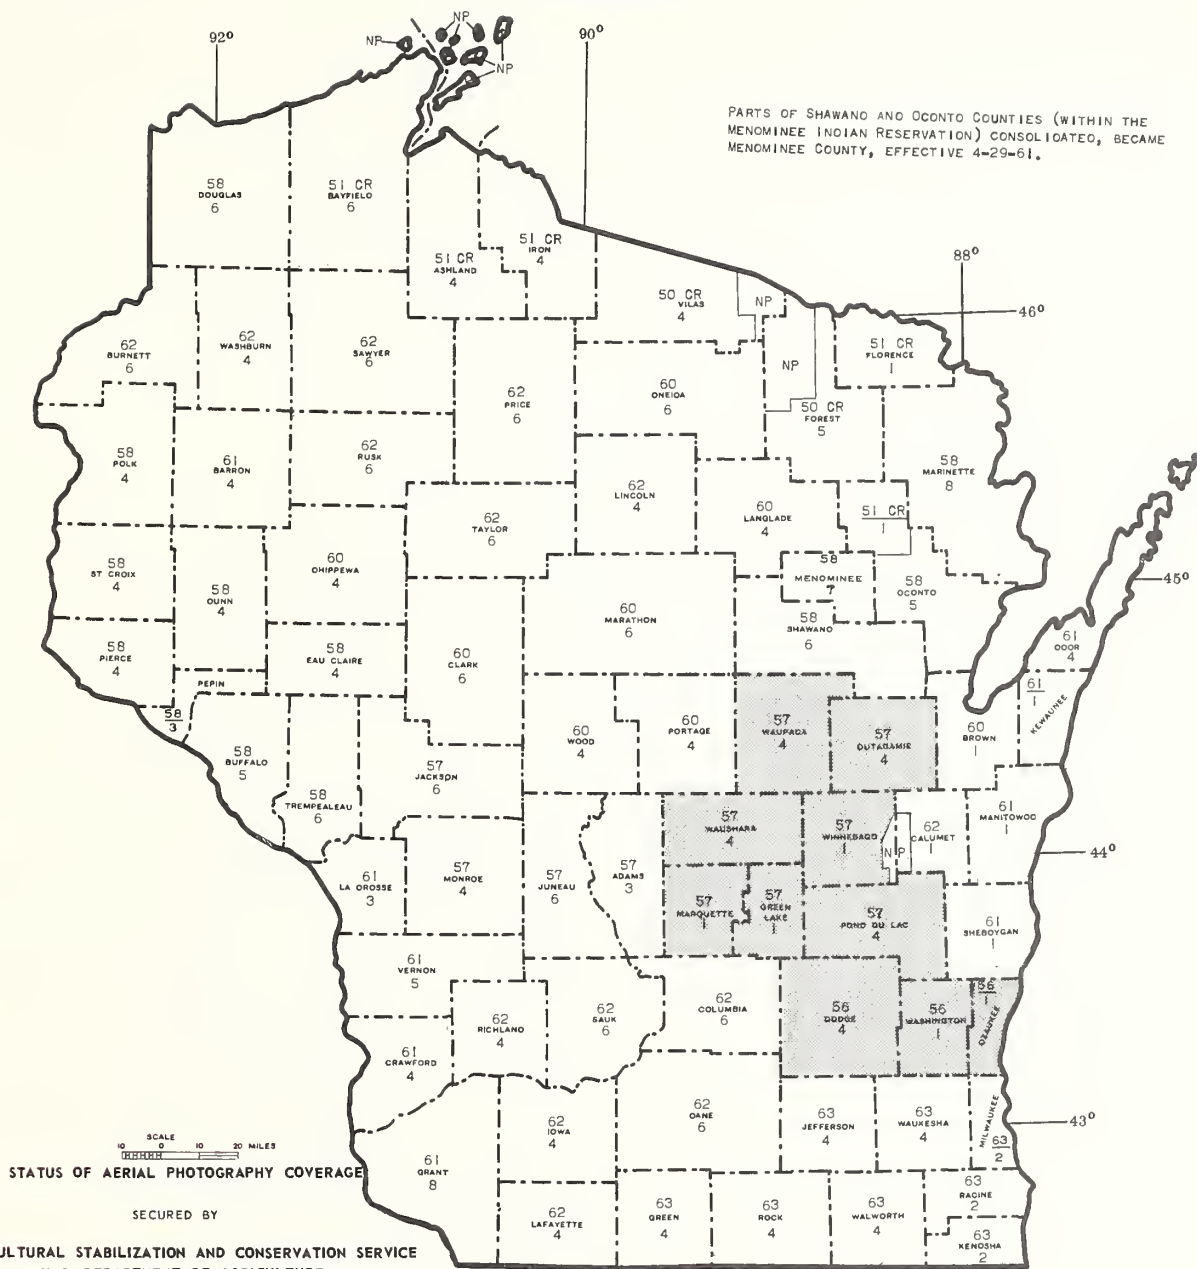 NP
92°
NP
NP
90°
PARTS OF SHAWANO AND OCONTO COUNTIES (WITHIN THE
MENOMINEE INDIAN RESERVATION) CONSOLIDATED, BECAME
MENOMINEE COUNTY, EFFECTIVE 4-29-61.
58
DOUGLAS
6
51 CR
BAYFIELD
6
51 CR
ASHLAND
4
51 CR
IRON
4
88°
50 CR
VILAS
4
NP
46°
62
BURNETT
6
62
WASHBURN
4
62
SAWYER
6
62
PRICE
6
60
ONEIDA
6
NP
50 CR
FOREST
5
51 CR
FLORENCE
1
58
POLK
4
61
BARRON
4
62
RUSK
6
62
LINCOLN
4
60
LANGLADE
4
51 CR
1
58
MARINETTE
8
62
TAYLOR
6
58
ST CROIX
4
58
DUNN
4
60
CHIPPEWA
4
58
MENOMINEE
7
58
OCONTO
5
45°
60
MARATHON
6
58
SHAWANO
6
58
PIERCE
4
58
EAU CLAIRE
4
60
CLARK
6
61
DOOR
4
PEPIN
58
3
61
1
KEWAUNEE
60
WOOD
4
60
PORTAGE
4
57
WAUPACA
4
57
OUTAGAMIE
4
60
BROWN
1
58
BUFFALO
5
58
TREMPEALEAU
6
57
JACKSON
6
57
WAUSHARA
4
57
WINNEBAGO
1
NP
62
CALUMET
1
61
MANITOWOC
1
44°
61
LA CROSSE
3
57
MONROE
4
57
JUNEAU
6
57
ADAMS
3
57
MARQUETTE
1
57
GREEN
LAKE
1
57
FOND DU LAC
4
61
SHEBOYGAN
1
61
VERNON
5
62
RICHLAND
4
62
SAUK
6
62
COLUMBIA
6
56
DODGE
4
56
WASHINGTON
1
56
1
OZAUKEE
61
CRAWFORD
4
62
IOWA
4
62
DANE
6
63
JEFFERSON
4
63
WAUKESHA
4
MILWAUKEE
63
2
43°
SCALE
10 0 10 20 MILES
STATUS OF AERIAL PHOTOGRAPHY COVERAGE
61
GRANT
8
62
LAFAYETTE
4
63
GREEN
4
63
ROCK
4
63
WALWORTH
4
63
RACINE
2
63
KENOSHA
2
SECURED BY
ULTURAL STABILIZATION AND CONSERVATION SERVICE